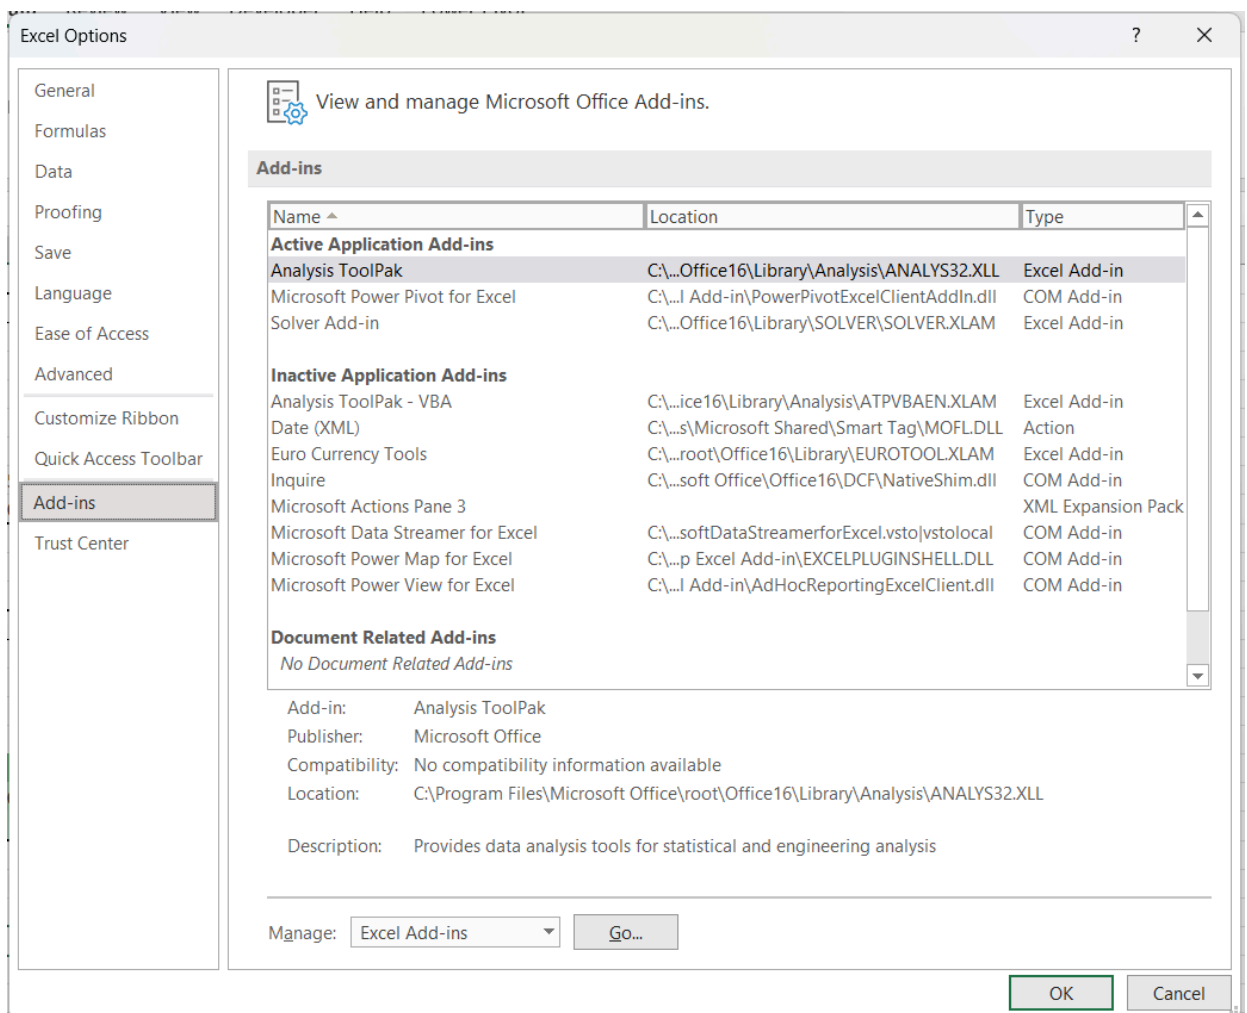 Excel Options
?
General
Formulas
Data
Proofing
Save
Language
Ease of Access
Advanced
Customize Ribbon
Quick Access Toolbar
Add-ins
Trust Center
View and manage Microsoft Office Add-ins.
Add-ins
Name Location Type
Active Application Add-ins
Analysis ToolPak C:\...Office16\Library\Analysis\ANALYS32.XLL Excel Add-in
Microsoft Power Pivot for Excel C:\...l Add-in\PowerPivotExcelClientAddIn.dll COM Add-in
Solver Add-in C:\...Office16\Library\SOLVER\SOLVER.XLAM Excel Add-in
Inactive Application Add-ins
Analysis ToolPak - VBA C:\...ice16\Library\Analysis\ATPVBAEN.XLAM Excel Add-in
Date (XML) C:\...s\Microsoft Shared\Smart Tag\MOFL.DLL Action
Euro Currency Tools C:\...root\Office16\Library\EUROTOOL.XLAM Excel Add-in
Inquire C:\...soft Office\Office16\DCF\NativeShim.dll COM Add-in
Microsoft Actions Pane 3 XML Expansion Pack
Microsoft Data Streamer for Excel C:\...softDataStreamerforExcel.vsto|vstolocal COM Add-in
Microsoft Power Map for Excel C:\...p Excel Add-in\EXCELPLUGINSHELL.DLL COM Add-in
Microsoft Power View for Excel C:\...l Add-in\AdHocReportingExcelClient.dll COM Add-in
Document Related Add-ins
No Document Related Add-ins
Add-in: Analysis ToolPak
Publisher: Microsoft Office
Compatibility: No compatibility information available
Location: C:\Program Files\Microsoft Office\root\Office16\Library\Analysis\ANALYS32.XLL
Description: Provides data analysis tools for statistical and engineering analysis
Manage: Excel Add-ins Go...
OK Cancel